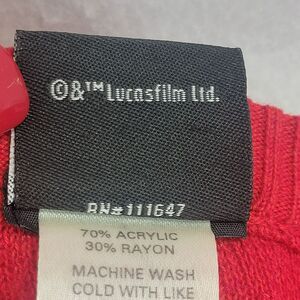 ©&™Lucasfilm Ltd.
RN#111647
70% ACRYLIC
30% RAYON
MACHINE WASH
COLD WITH LIKE